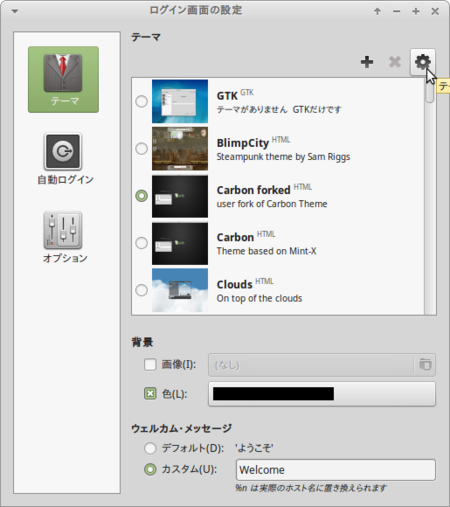 ログイン画面の設定
テーマ
自動ログイン
オプション
テーマ
GTK GTK
テーマがありません GTKだけです
BlimpCity HTML
Steampunk theme by Sam Riggs
Carbon forked HTML
user fork of Carbon Theme
Carbon HTML
Theme based on Mint-X
Clouds HTML
On top of the clouds
背景
画像(I):
(なし)
色(L):
ウェルカム・メッセージ
デフォルト(D): 'ようこそ'
カスタム(U): Welcome
%n は実際のホスト名に置き換えられます